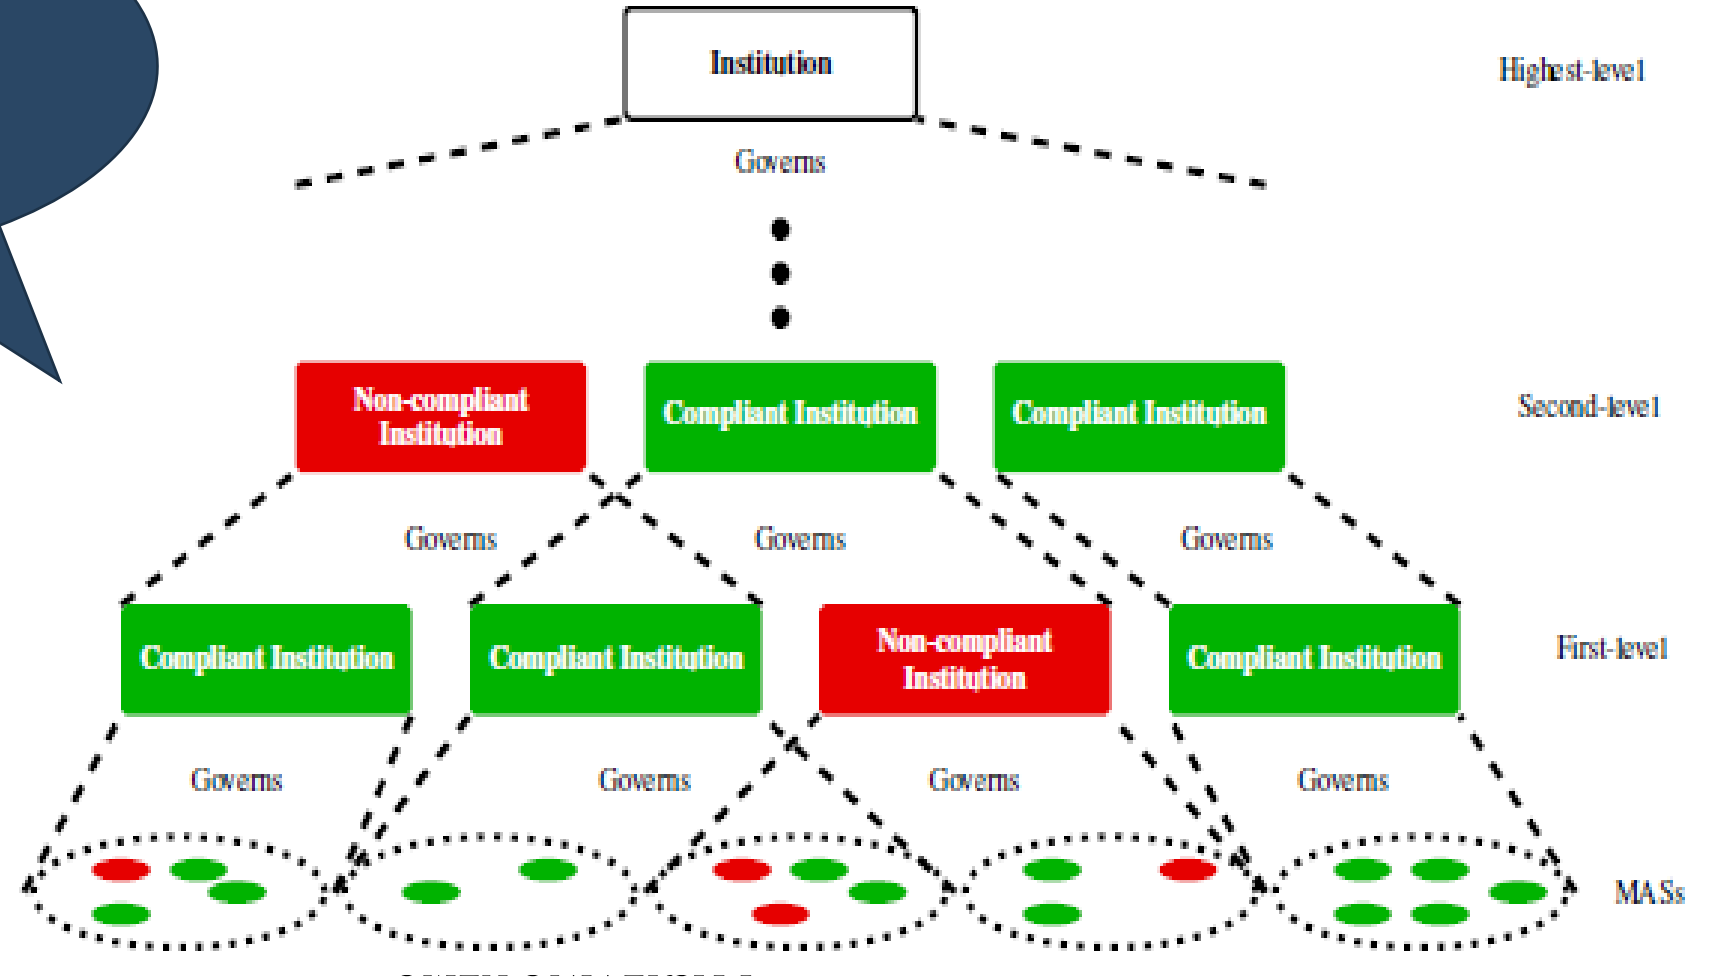 Institution
Highest-level
Governs
Non-compliant
Institution
Compliant Institution
Compliant Institution
Second-level
Governs
Governs
Governs
Compliant Institution
Compliant Institution
Non-compliant
Institution
Compliant Institution
First-level
Governs
Governs
Governs
Governs
MASs